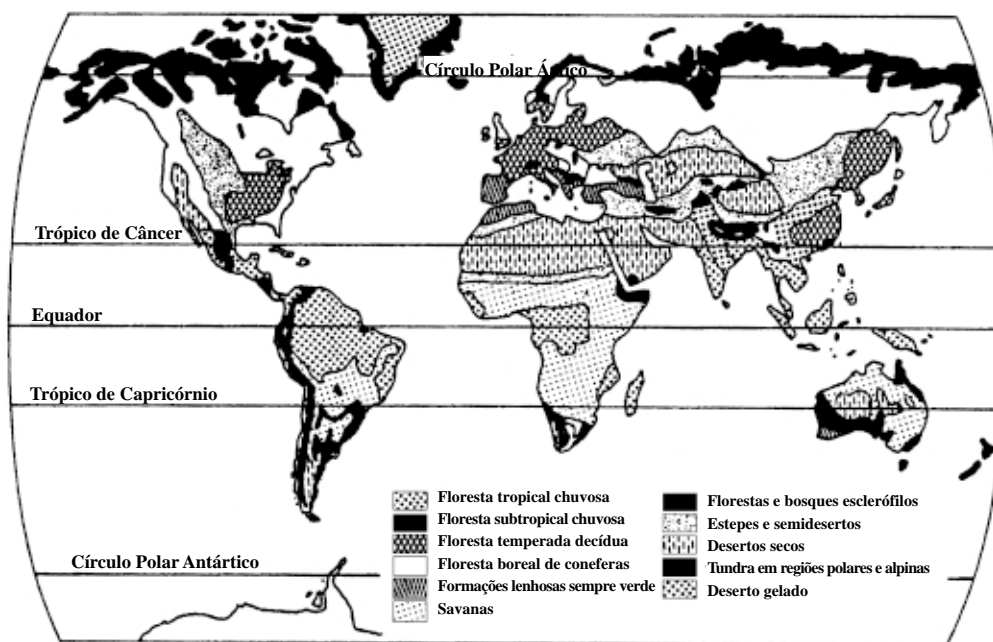 Círculo Polar Ártico
Trópico de Câncer
Equador
Trópico de Capricórnio
Círculo Polar Antártico
Floresta tropical chuvosa
Floresta subtropical chuvosa
Floresta temperada decídua
Floresta boreal de coneferas
Formações lenhosas sempre verde
Savanas
Florestas e bosques esclerófilos
Estepes e semidesertos
Desertos secos
Tundra em regiões polares e alpinas
Deserto gelado